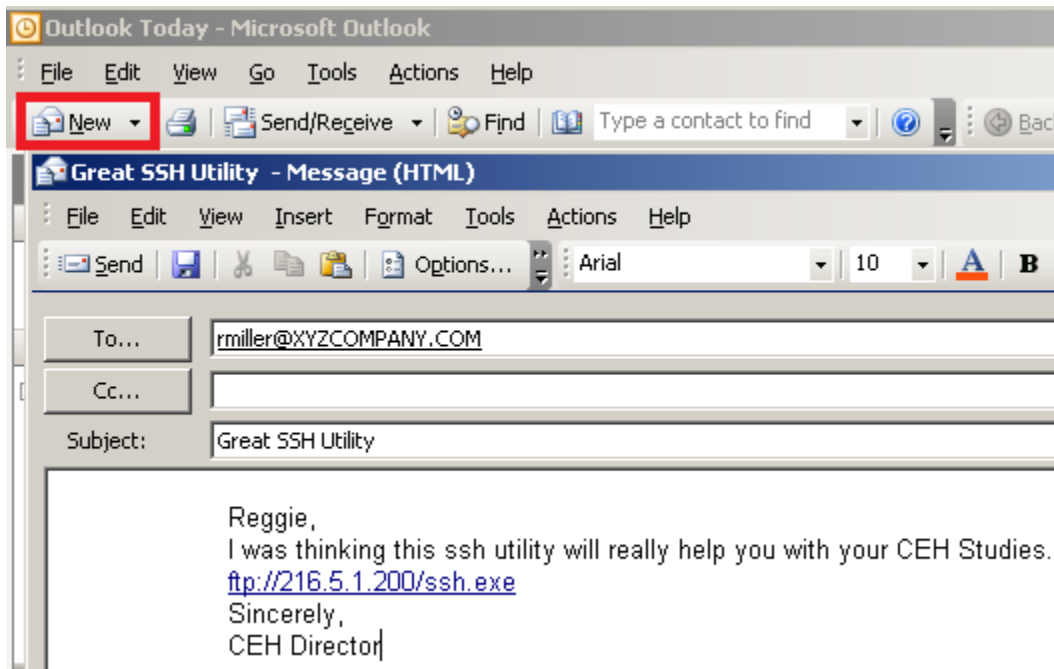 Outlook Today - Microsoft Outlook
File Edit View Go Tools Actions Help
New Send/Receive Find Type a contact to find
Great SSH Utility - Message (HTML)
File Edit View Insert Format Tools Actions Help
Send Options... Arial 10 A B
To... rmiller@XYZCOMPANY.COM
Cc...
Subject: Great SSH Utility
Reggie,
I was thinking this ssh utility will really help you with your CEH Studies.
ftp://216.5.1.200/ssh.exe
Sincerely,
CEH Director